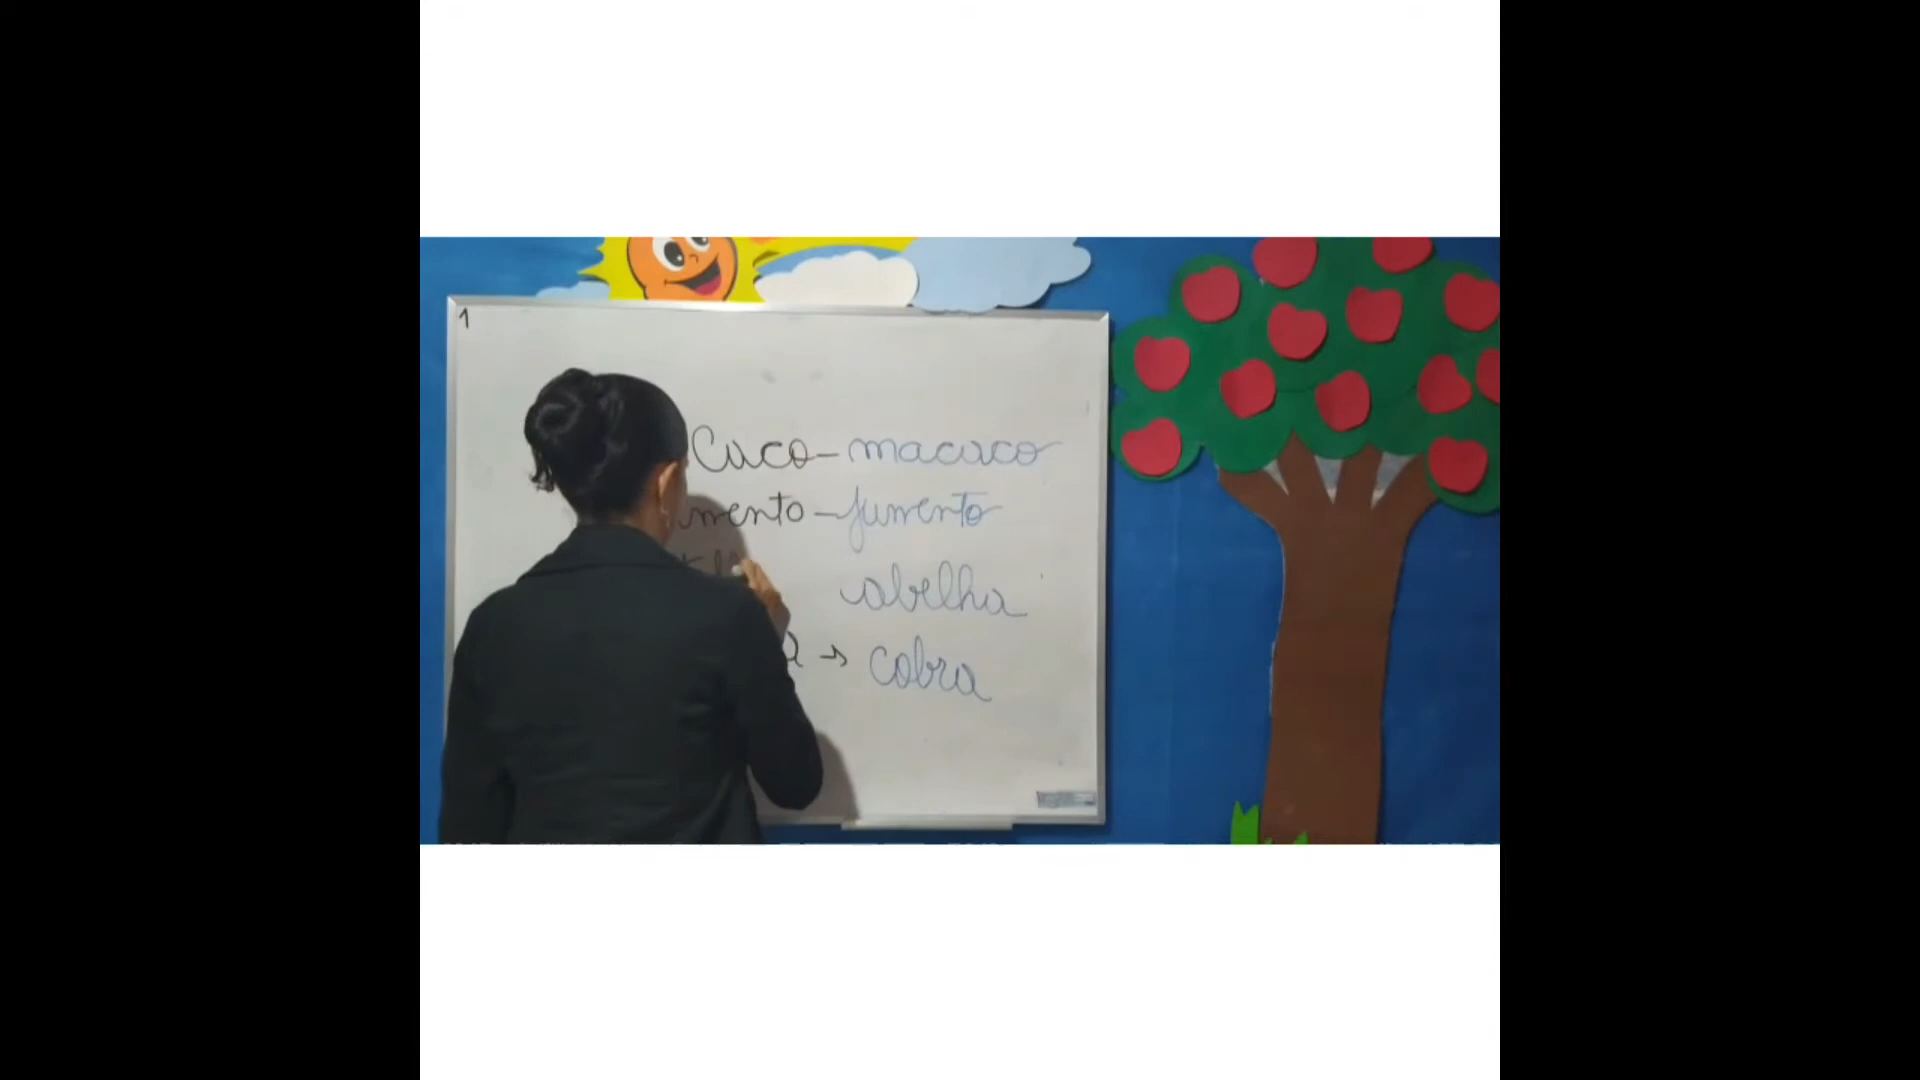 1
Caco - macaco
mento - jumento
abelha
a → cobra